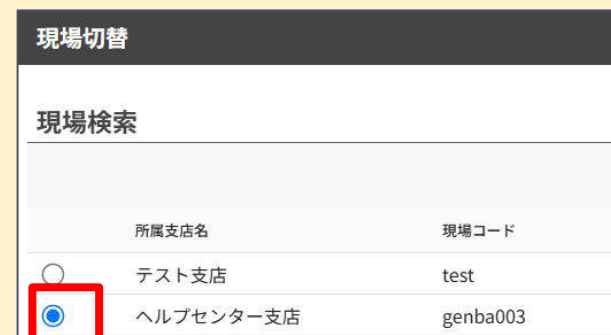 現場切替
現場検索
所属支店名 現場コード
テスト支店 test
ヘルプセンター支店 genba003